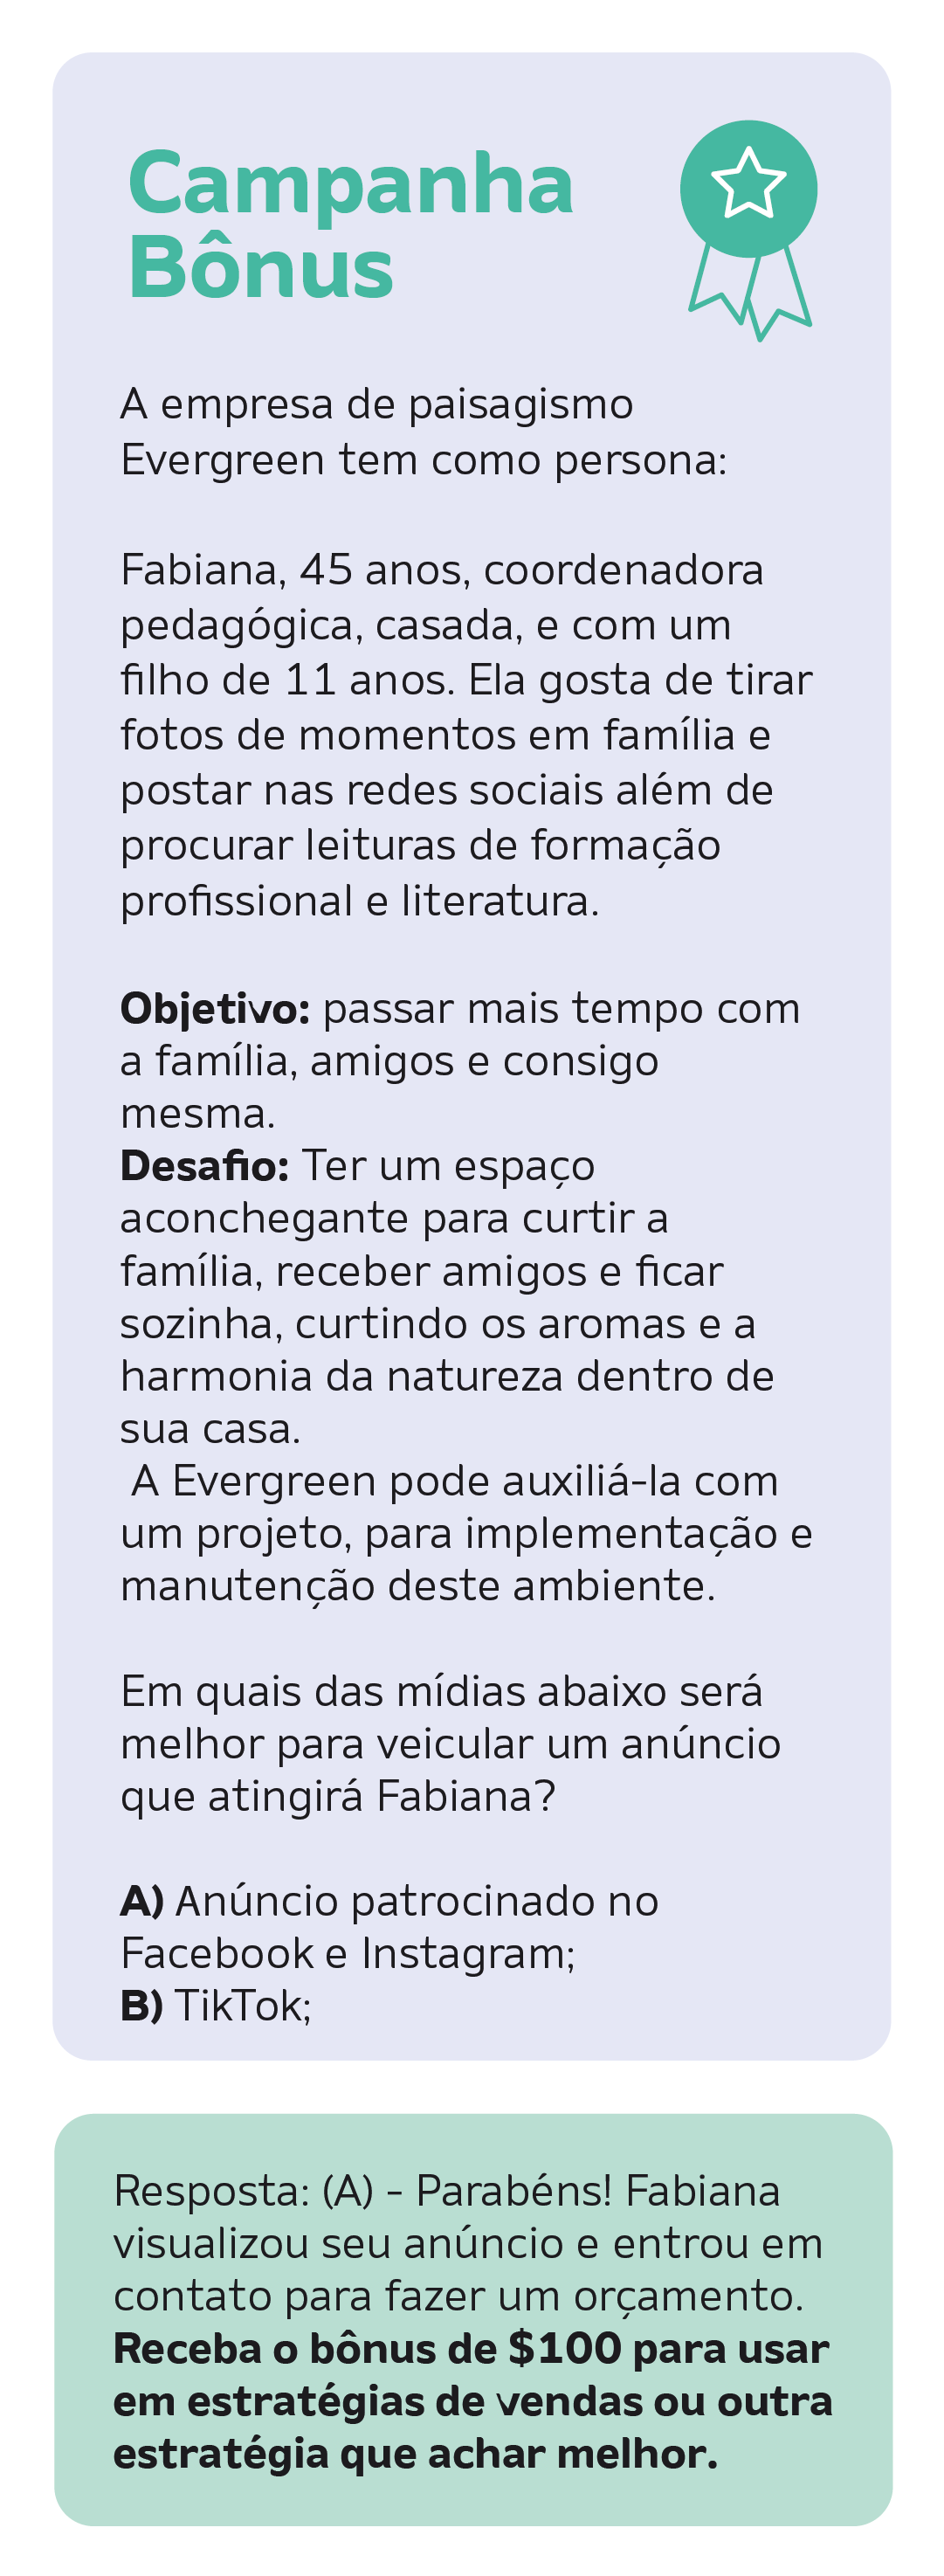 Campanha
Bônus
A empresa de paisagismo
Evergreen tem como persona:
Fabiana, 45 anos, coordenadora
pedagógica, casada, e com um
filho de 11 anos. Ela gosta de tirar
fotos de momentos em família e
postar nas redes sociais além de
procurar leituras de formação
profissional e literatura.
Objetivo: passar mais tempo com
a família, amigos e consigo
mesma.
Desafio: Ter um espaço
aconchegante para curtir a
família, receber amigos e ficar
sozinha, curtindo os aromas e a
harmonia da natureza dentro de
sua casa.
A Evergreen pode auxiliá-la com
um projeto, para implementação e
manutenção deste ambiente.
Em quais das mídias abaixo será
melhor para veicular um anúncio
que atingirá Fabiana?
A) Anúncio patrocinado no
Facebook e Instagram;
B) TikTok;
Resposta: (A) - Parabéns! Fabiana
visualizou seu anúncio e entrou em
contato para fazer um orçamento.
Receba o bônus de $100 para usar
em estratégias de vendas ou outra
estratégia que achar melhor.